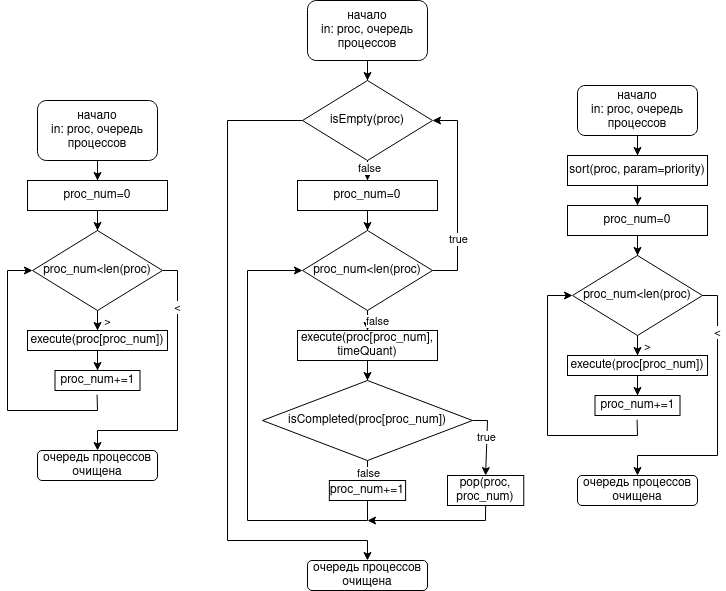 начало
in: proc, очередь
процессов
proc_num=0
proc_num<len(proc)
>
<
execute(proc[proc_num])
proc_num+=1
очередь процессов
очищена
начало
in: proc, очередь
процессов
isEmpty(proc)
false
proc_num=0
true
proc_num<len(proc)
false
execute(proc[proc_num],
timeQuant)
isCompleted(proc[proc_num])
true
false
proc_num+=1
pop(proc,
proc_num)
очередь процессов
очищена
начало
in: proc, очередь
процессов
sort(proc, param=priority)
proc_num=0
proc_num<len(proc)
<
>
execute(proc[proc_num])
proc_num+=1
очередь процессов
очищена